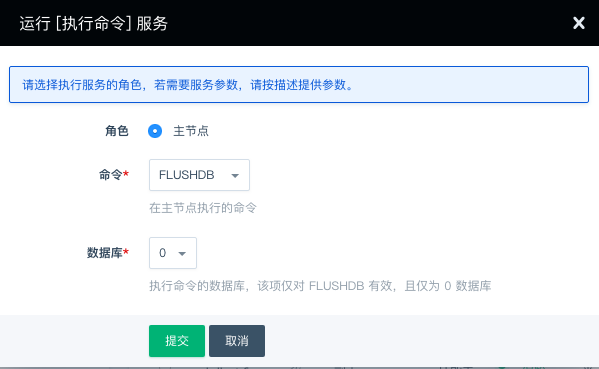 运行 [执行命令] 服务
请选择执行服务的角色，若需要服务参数，请按描述提供参数。
角色 主节点
命令* FLUSHDB
在主节点执行的命令
数据库* 0
执行命令的数据库，该项仅对 FLUSHDB 有效，且仅为 0 数据库
提交 取消